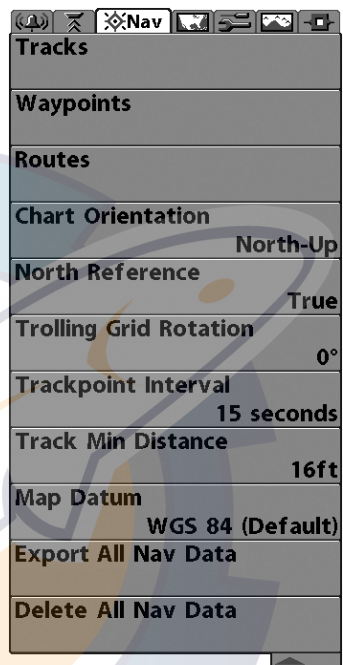 Nav
Tracks
Waypoints
Routes
Chart Orientation
North-Up
North Reference
True
Trolling Grid Rotation
0°
Trackpoint Interval
15 seconds
Track Min Distance
16ft
Map Datum
WGS 84 (Default)
Export All Nav Data
Delete All Nav Data